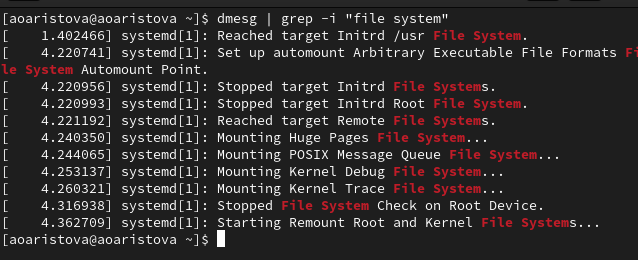 [aoaristova@aoaristova ~]$ dmesg | grep -i "file system"
[    1.402466] systemd[1]: Reached target Initrd /usr File System.
[    4.220741] systemd[1]: Set up automount Arbitrary Executable File Formats Fi
le System Automount Point.
[    4.220956] systemd[1]: Stopped target Initrd File Systems.
[    4.220993] systemd[1]: Stopped target Initrd Root File System.
[    4.221192] systemd[1]: Reached target Remote File Systems.
[    4.240350] systemd[1]: Mounting Huge Pages File System...
[    4.244065] systemd[1]: Mounting POSIX Message Queue File System...
[    4.253137] systemd[1]: Mounting Kernel Debug File System...
[    4.260321] systemd[1]: Mounting Kernel Trace File System...
[    4.316938] systemd[1]: Stopped File System Check on Root Device.
[    4.362709] systemd[1]: Starting Remount Root and Kernel File Systems...
[aoaristova@aoaristova ~]$